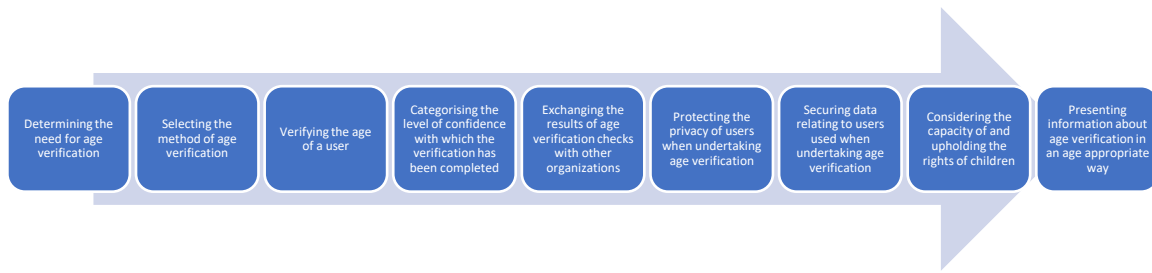 Determining the
need for age
verification
Selecting the
method of age
verification
Verifying the age
of a user
Categorising the
level of confidence
with which the
verification has
been completed
Exchanging the
results of age
verification checks
with other
organizations
Protecting the
privacy of users
when undertaking
age verification
Securing data
relating to users
used when
undertaking age
verification
Considering the
capacity of and
upholding the
rights of children
Presenting
information about
age verification in
an age appropriate
way